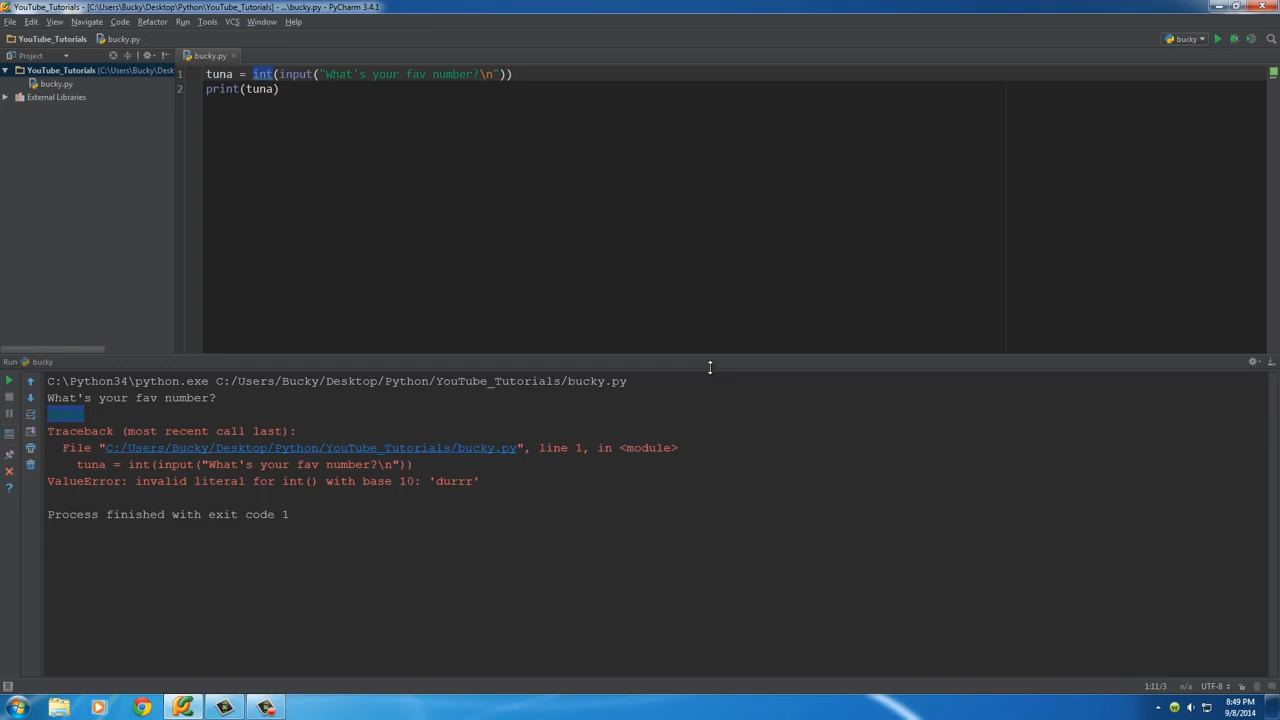 YouTube_Tutorials - [C:\Users\Bucky\Desktop\Python\YouTube_Tutorials] - ...\bucky.py - PyCharm 3.4.1
File Edit View Navigate Code Refactor Run Tools VCS Window Help
YouTube_Tutorials bucky.py bucky
Project bucky.py
YouTube_Tutorials (C:\Users\Bucky\Desk
bucky.py
External Libraries
1 tuna = int(input("What's your fav number?\n"))
2 print(tuna)
Run bucky
C:\Python34\python.exe C:/Users/Bucky/Desktop/Python/YouTube_Tutorials/bucky.py
What's your fav number?
Traceback (most recent call last):
File "C:/Users/Bucky/Desktop/Python/YouTube_Tutorials/bucky.py", line 1, in <module>
tuna = int(input("What's your fav number?\n"))
ValueError: invalid literal for int() with base 10: 'durrr'
Process finished with exit code 1
1:11/3 n/a UTF-8
8:49 PM
9/8/2014